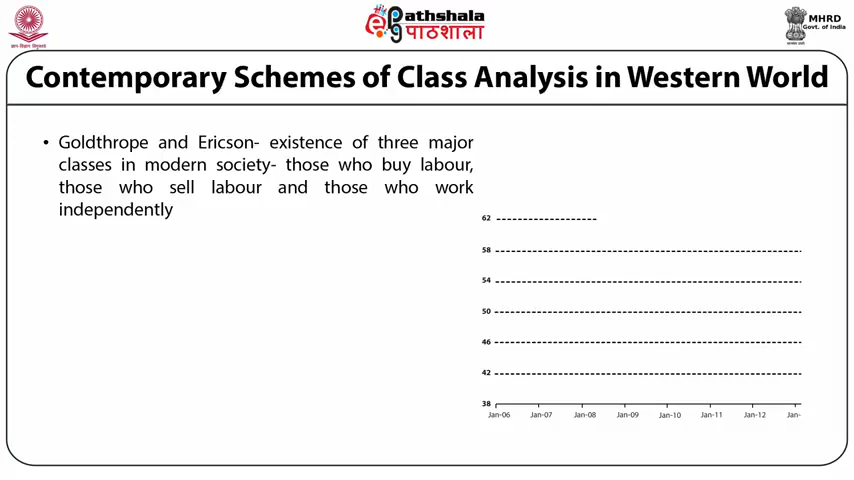 ePathshala
पाठशाला
MHRD
Govt. of India
Contemporary Schemes of Class Analysis in Western World
• Goldthrope and Ericson- existence of three major
classes in modern society- those who buy labour,
those who sell labour and those who work
independently
62
58
54
50
46
42
38
Jan-06 Jan-07 Jan-08 Jan-09 Jan-10 Jan-11 Jan-12 Jan-